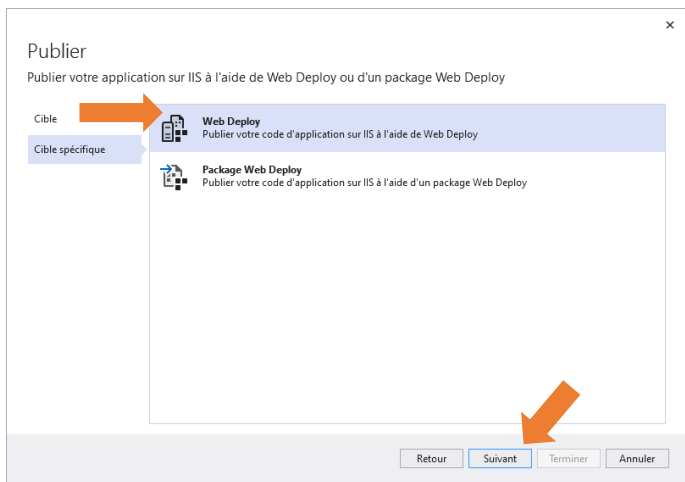 Publier
Publier votre application sur IIS à l'aide de Web Deploy ou d'un package Web Deploy
Cible
Cible spécifique
Web Deploy
Publier votre code d'application sur IIS à l'aide de Web Deploy
Package Web Deploy
Publier votre code d'application sur IIS à l'aide d'un package Web Deploy
Retour
Suivant
Terminer
Annuler